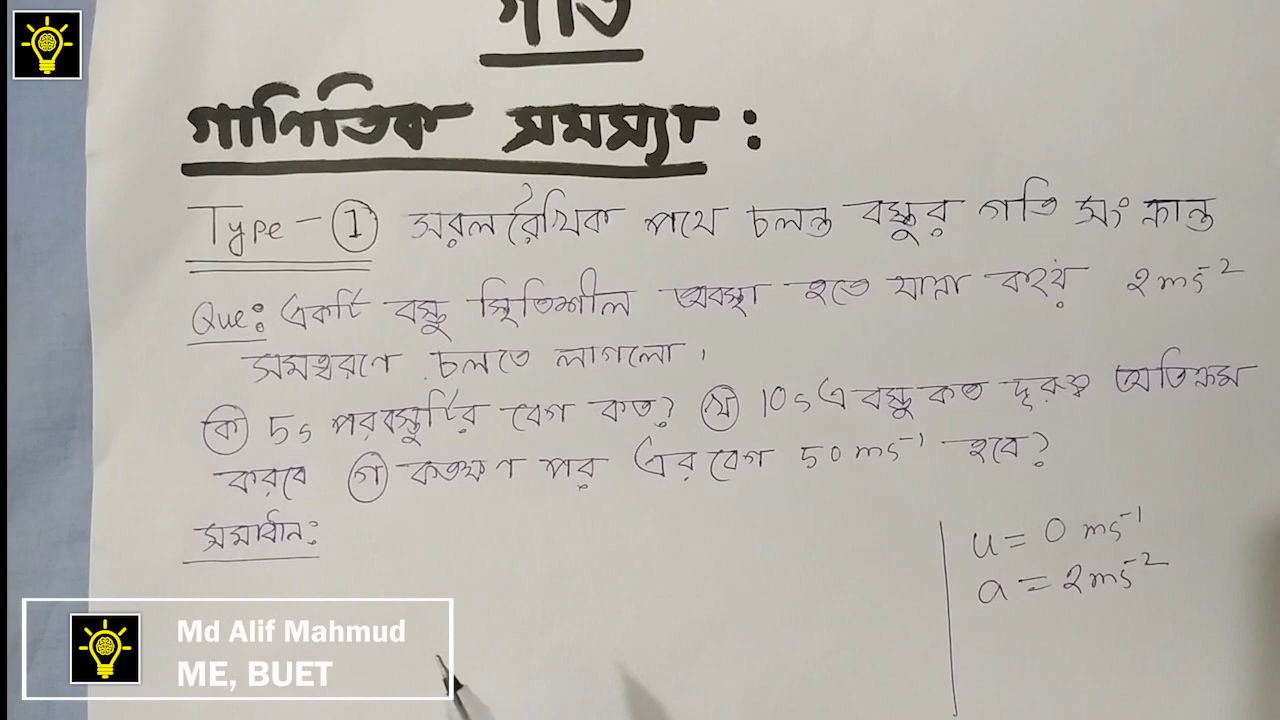 গতি
গাণিতিক সমস্যা :
Type - ① সরলরৈখিক পথে চলন্ত বস্তুর গতি সংক্রান্ত
Que: একটি বস্তু স্থিতিশীল অবস্থা হতে যাত্রা করে 2ms⁻²
সমত্বরণে চলতে লাগলো।
ক 5s পর বস্তুটির বেগ কত? খ 10s এ বস্তু কত দূরত্ব অতিক্রম
করবে গ কতক্ষণ পর এর বেগ 50ms⁻¹ হবে?
সমাধান:
u = 0 ms⁻¹
a = 2ms⁻²
Md Alif Mahmud
ME, BUET